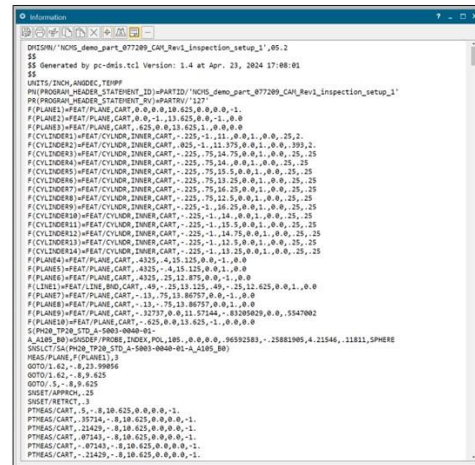 Information
DMISMN/'NCMS_demo_part_077209_CAM_Rev1_inspection_setup_1',05.2
$$
$$ Generated by pc-dmis.tcl Version: 1.4 at Apr. 23, 2024 17:08:01
$$
UNITS/INCH,ANGDEC,TEMPF
PN(PROGRAM_HEADER_STATEMENT_ID)=PARTID/'NCMS_demo_part_077209_CAM_Rev1_inspection_setup_1'
PR(PROGRAM_HEADER_STATEMENT_RV)=PARTRV/'127'
F(PLANE1)=FEAT/PLANE,CART,0.0,0.0,10.625,0.0,0.0,-1.
F(PLANE2)=FEAT/PLANE,CART,0.0,-1.,13.625,0.0,-1.,0.0
F(PLANE3)=FEAT/PLANE,CART,.625,0.0,13.625,1.,0.0,0.0
F(CYLINDER1)=FEAT/CYLNDR,INNER,CART,-.225,-1.,11.,0.0,1.,0.0,.25,2.
F(CYLINDER2)=FEAT/CYLNDR,INNER,CART,.025,-1.,11.375,0.0,1.,0.0,.393,2.
F(CYLINDER3)=FEAT/CYLNDR,INNER,CART,-.225,.75,14.75,0.0,1.,0.0,.25,.25
F(CYLINDER4)=FEAT/CYLNDR,INNER,CART,-.225,.75,14.,0.0,1.,0.0,.25,.25
F(CYLINDER5)=FEAT/CYLNDR,INNER,CART,-.225,.75,15.5,0.0,1.,0.0,.25,.25
F(CYLINDER6)=FEAT/CYLNDR,INNER,CART,-.225,.75,13.25,0.0,1.,0.0,.25,.25
F(CYLINDER7)=FEAT/CYLNDR,INNER,CART,-.225,.75,16.25,0.0,1.,0.0,.25,.25
F(CYLINDER8)=FEAT/CYLNDR,INNER,CART,-.225,.75,12.5,0.0,1.,0.0,.25,.25
F(CYLINDER9)=FEAT/CYLNDR,INNER,CART,-.225,-1.,16.25,0.0,1.,0.0,.25,.25
F(CYLINDER10)=FEAT/CYLNDR,INNER,CART,-.225,-1.,14.,0.0,1.,0.0,.25,.25
F(CYLINDER11)=FEAT/CYLNDR,INNER,CART,-.225,-1.,15.5,0.0,1.,0.0,.25,.25
F(CYLINDER12)=FEAT/CYLNDR,INNER,CART,-.225,-1.,14.75,0.0,1.,0.0,.25,.25
F(CYLINDER13)=FEAT/CYLNDR,INNER,CART,-.225,-1.,12.5,0.0,1.,0.0,.25,.25
F(CYLINDER14)=FEAT/CYLNDR,INNER,CART,-.225,-1.,13.25,0.0,1.,0.0,.25,.25
F(PLANE4)=FEAT/PLANE,CART,.4325,.4,15.125,0.0,-1.,0.0
F(PLANE5)=FEAT/PLANE,CART,.4325,-.4,15.125,0.0,1.,0.0
F(PLANE6)=FEAT/PLANE,CART,.4325,.25,12.875,0.0,-1.,0.0
F(LINE1)=FEAT/LINE,BND,CART,.49,-.25,13.125,.49,-.25,12.625,0.0,1.,0.0
F(PLANE7)=FEAT/PLANE,CART,-.13,.75,13.86757,0.0,-1.,0.0
F(PLANE8)=FEAT/PLANE,CART,-.13,-.75,13.86757,0.0,1.,0.0
F(PLANE9)=FEAT/PLANE,CART,-.32737,0.0,11.57144,-.83205029,0.0,.5547002
F(PLANE10)=FEAT/PLANE,CART,-.625,0.0,13.625,-1.,0.0,0.0
S(PH20_TP20_STD_A-5003-0040-01-
A_A105_B0)=SNSDEF/PROBE,INDEX,POL,105.,0.0,0.0,.96592583,-.25881905,4.21546,.11811,SPHERE
SNSLCT/SA(PH20_TP20_STD_A-5003-0040-01-A_A105_B0)
MEAS/PLANE,F(PLANE1),3
GOTO/1.62,-.8,23.99056
GOTO/1.62,-.8,9.625
GOTO/.5,-.8,9.625
SNSET/APPRCH,.25
SNSET/RETRCT,.3
PTMEAS/CART,.5,-.8,10.625,0.0,0.0,-1.
PTMEAS/CART,.35714,-.8,10.625,0.0,0.0,-1.
PTMEAS/CART,.21429,-.8,10.625,0.0,0.0,-1.
PTMEAS/CART,.07143,-.8,10.625,0.0,0.0,-1.
PTMEAS/CART,-.07143,-.8,10.625,0.0,0.0,-1.
PTMEAS/CART,-.21429,-.8,10.625,0.0,0.0,-1.